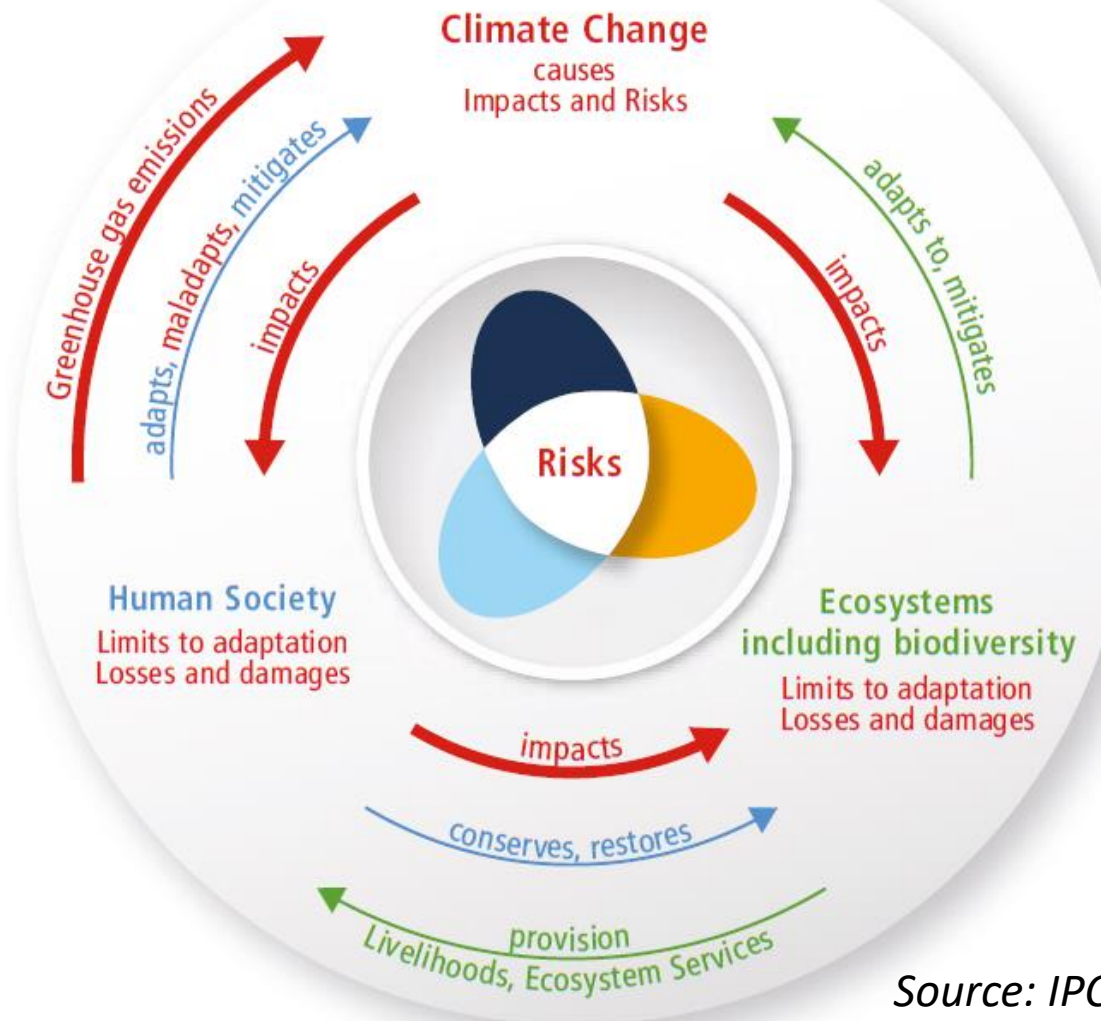 Climate Change
causes
Impacts and Risks
Greenhouse gas emissions
adapts, maladapts, mitigates
impacts
impacts
adapts to, mitigates
Risks
Human Society
Limits to adaptation
Losses and damages
Ecosystems
including biodiversity
Limits to adaptation
Losses and damages
impacts
conserves, restores
provision
Livelihoods, Ecosystem Services
Source: